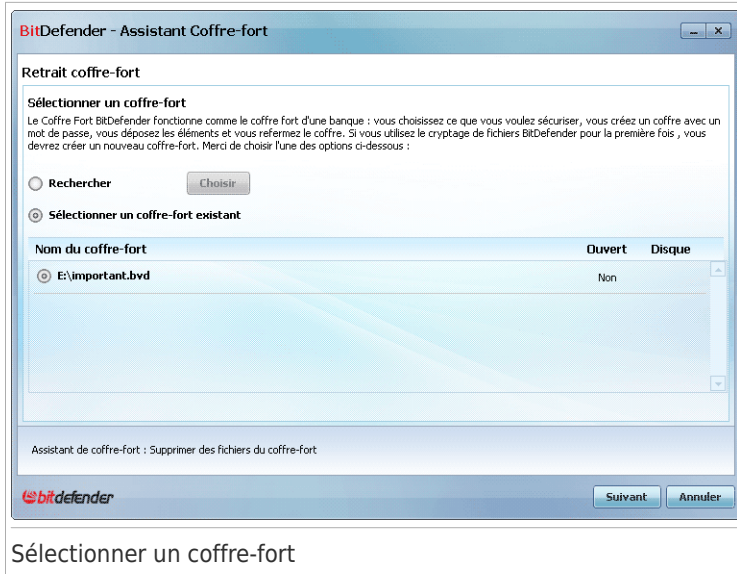 BitDefender - Assistant Coffre-fort
Retrait coffre-fort
Sélectionner un coffre-fort
Le Coffre Fort BitDefender fonctionne comme le coffre fort d'une banque : vous choisissez ce que vous voulez sécuriser, vous créez un coffre avec un
mot de passe, vous déposez les éléments et vous refermez le coffre. Si vous utilisez le cryptage de fichiers BitDefender pour la première fois , vous
devrez créer un nouveau coffre-fort. Merci de choisir l'une des options ci-dessous :
Rechercher Choisir
Sélectionner un coffre-fort existant
Nom du coffre-fort Ouvert Disque
E:\important.bvd Non
Assistant de coffre-fort : Supprimer des fichiers du coffre-fort
bitdefender Suivant Annuler
Sélectionner un coffre-fort